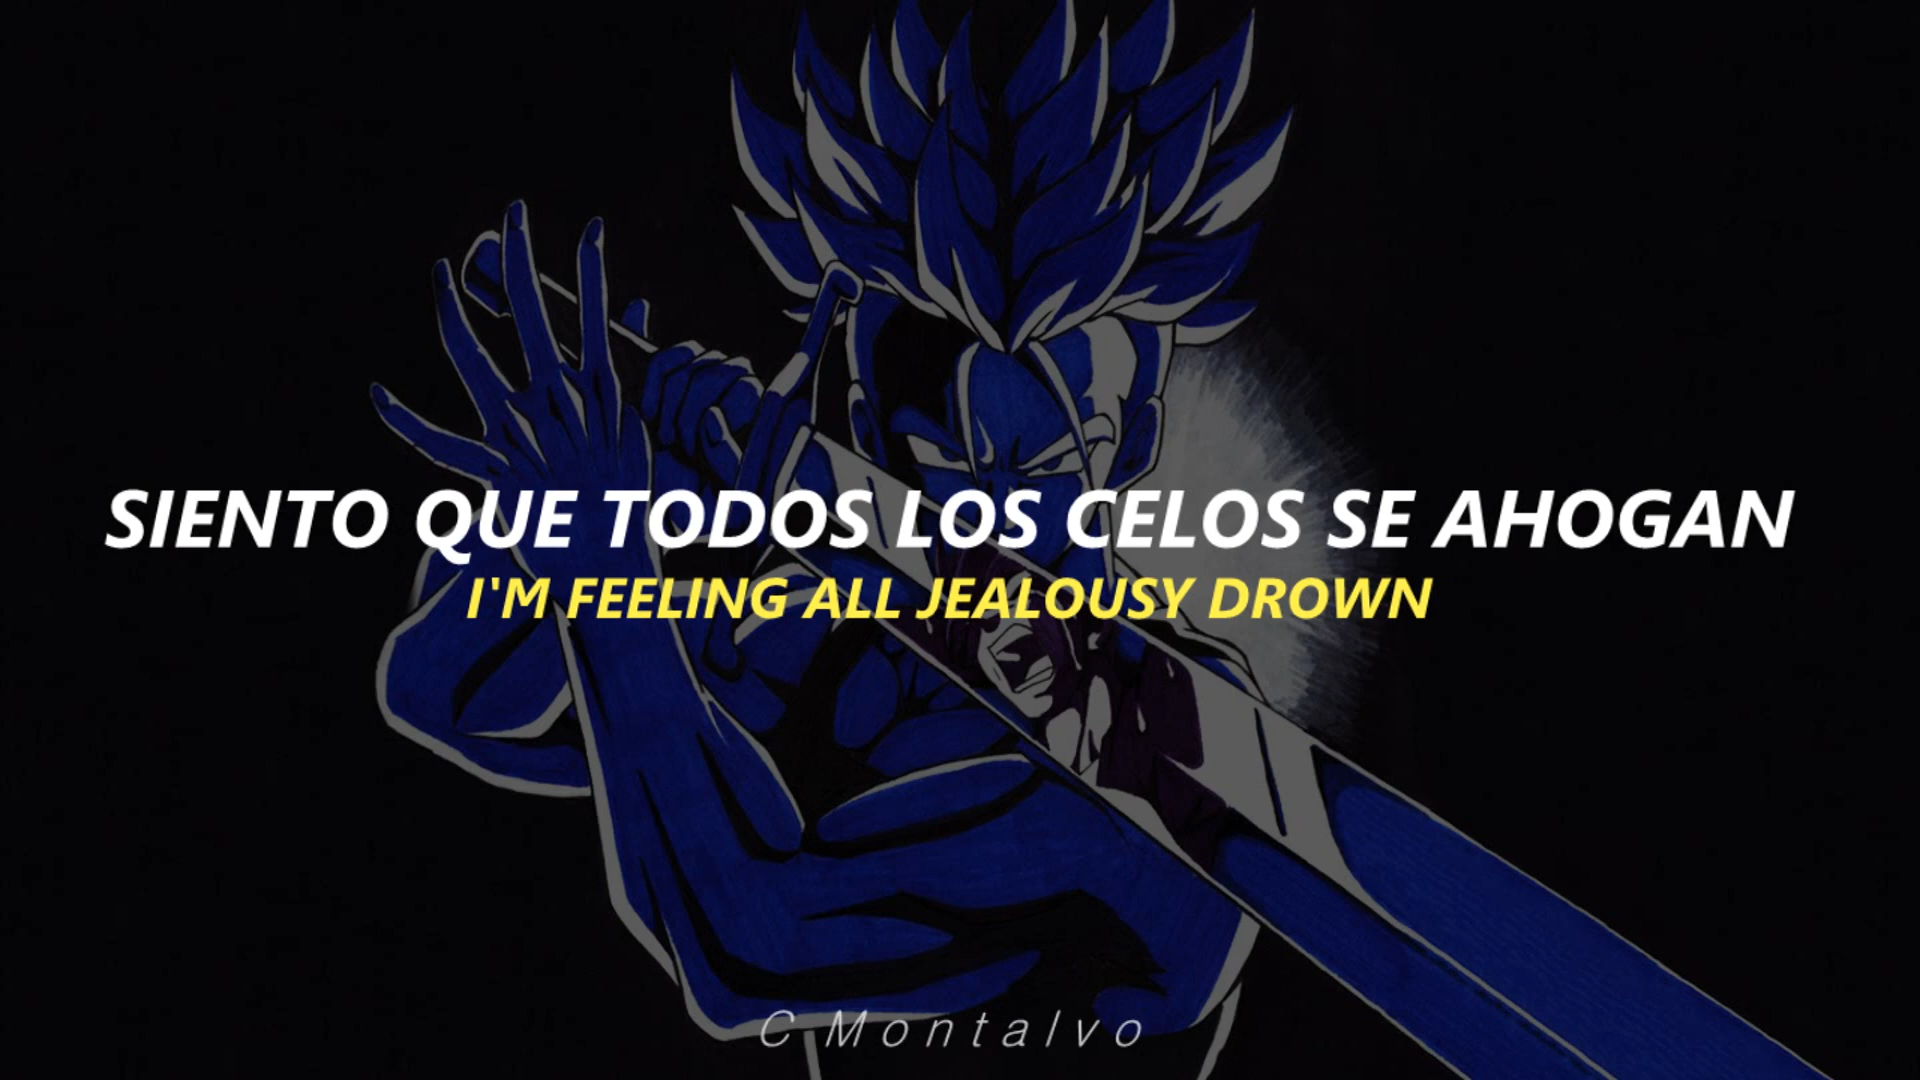 SIENTO QUE TODOS LOS CELOS SE AHOGAN
I'M FEELING ALL JEALOUSY DROWN
C Montalvo